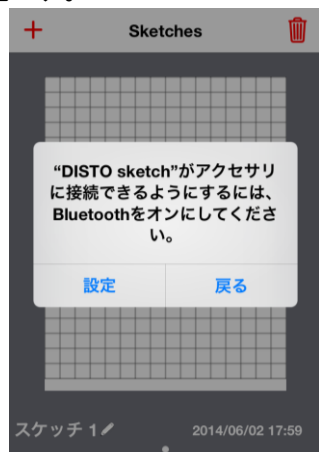 Sketches
“DISTO sketch”がアクセサリ
に接続できるようにするには、
Bluetoothをオンにしてくださ
い。
設定 戻る
スケッチ 1 2014/06/02 17:59